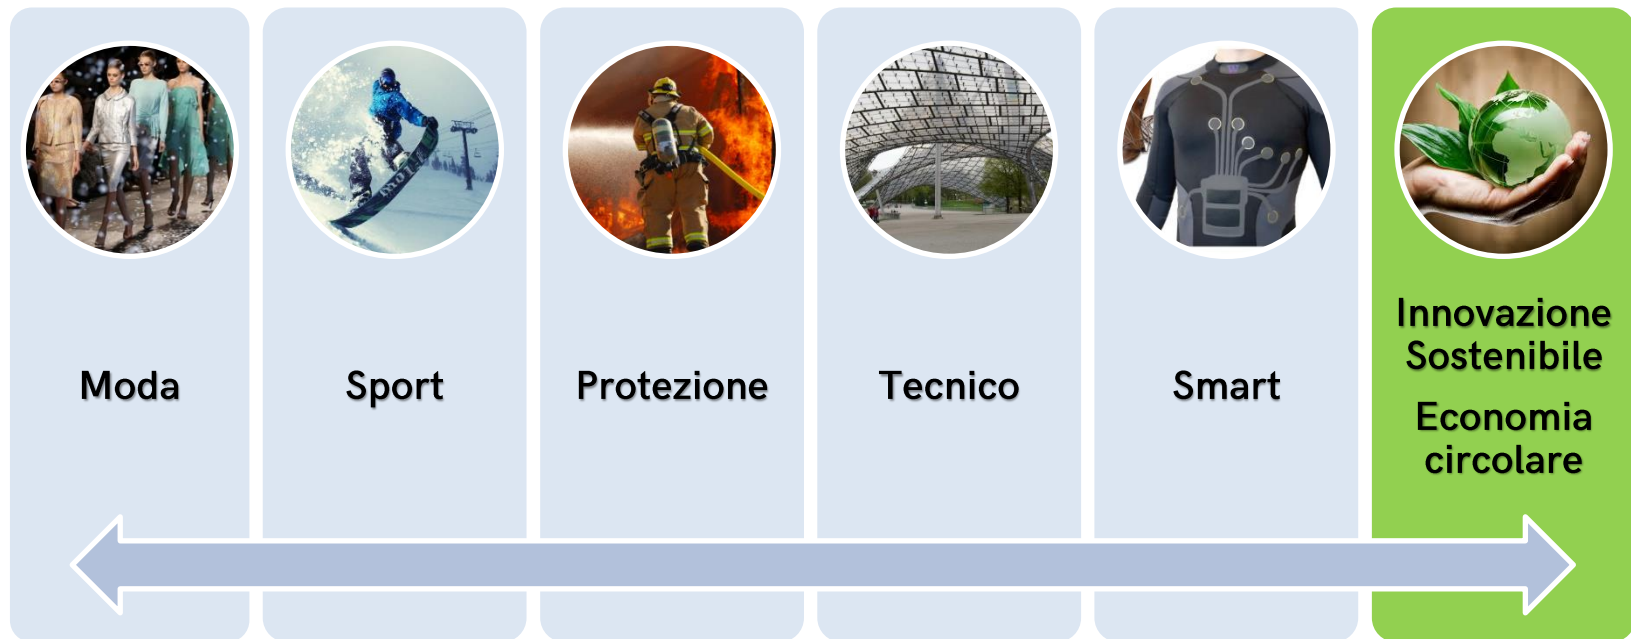 Moda
Sport
Protezione
Tecnico
Smart
Innovazione
Sostenibile
Economia
circolare